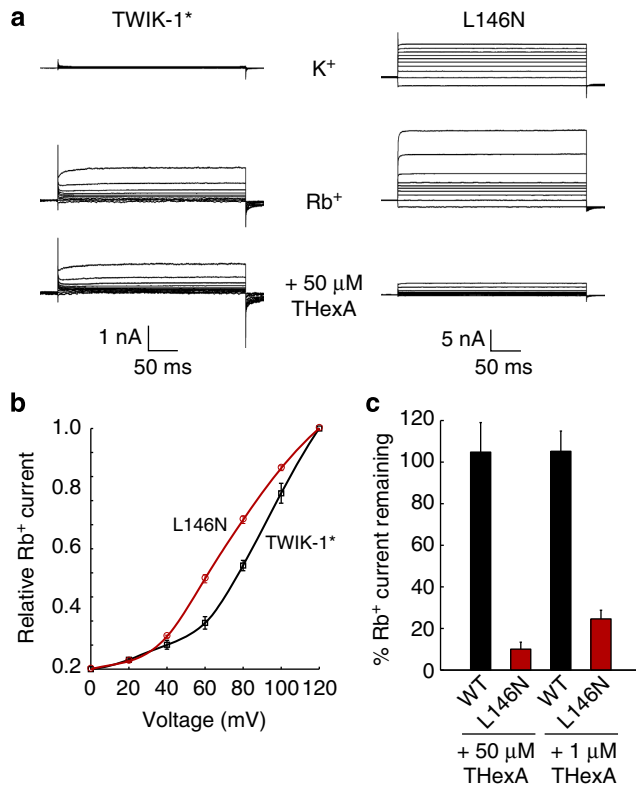 a
TWIK-1*
L146N
K⁺
Rb⁺
+ 50 μM
THexA
1 nA
50 ms
5 nA
50 ms
b
Relative Rb⁺ current
1.0
0.8
0.6
0.4
0.2
L146N
TWIK-1*
0 20 40 60 80 100 120
Voltage (mV)
c
% Rb⁺ current remaining
120
100
80
60
40
20
0
WT
L146N
WT
L146N
+ 50 μM
THexA
+ 1 μM
THexA